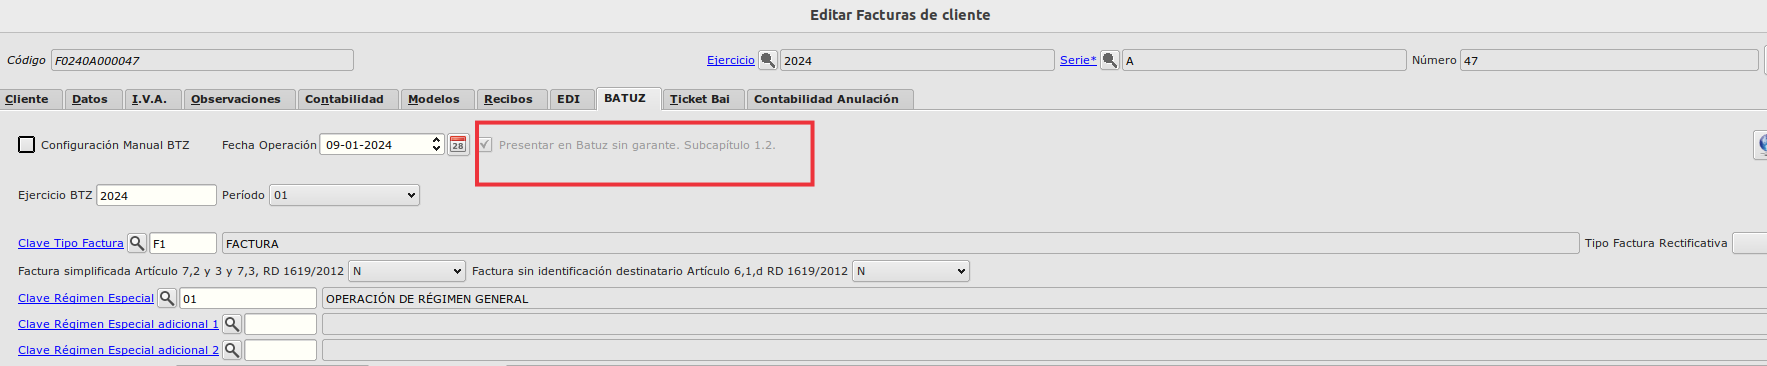 Editar Facturas de cliente
Código F0240A000047 Ejercicio 2024 Serie* A Número 47
Cliente Datos I.V.A. Observaciones Contabilidad Modelos Recibos EDI BATUZ Ticket Bai Contabilidad Anulación
Configuración Manual BTZ Fecha Operación 09-01-2024 28 Presentar en Batuz sin garante. Subcapítulo 1.2.
Ejercicio BTZ 2024 Período 01
Clave Tipo Factura F1 FACTURA Tipo Factura Rectificativa
Factura simplificada Artículo 7,2 y 3 y 7,3, RD 1619/2012 N Factura sin identificación destinatario Artículo 6,1,d RD 1619/2012 N
Clave Régimen Especial 01 OPERACIÓN DE RÉGIMEN GENERAL
Clave Régimen Especial adicional 1
Clave Régimen Especial adicional 2